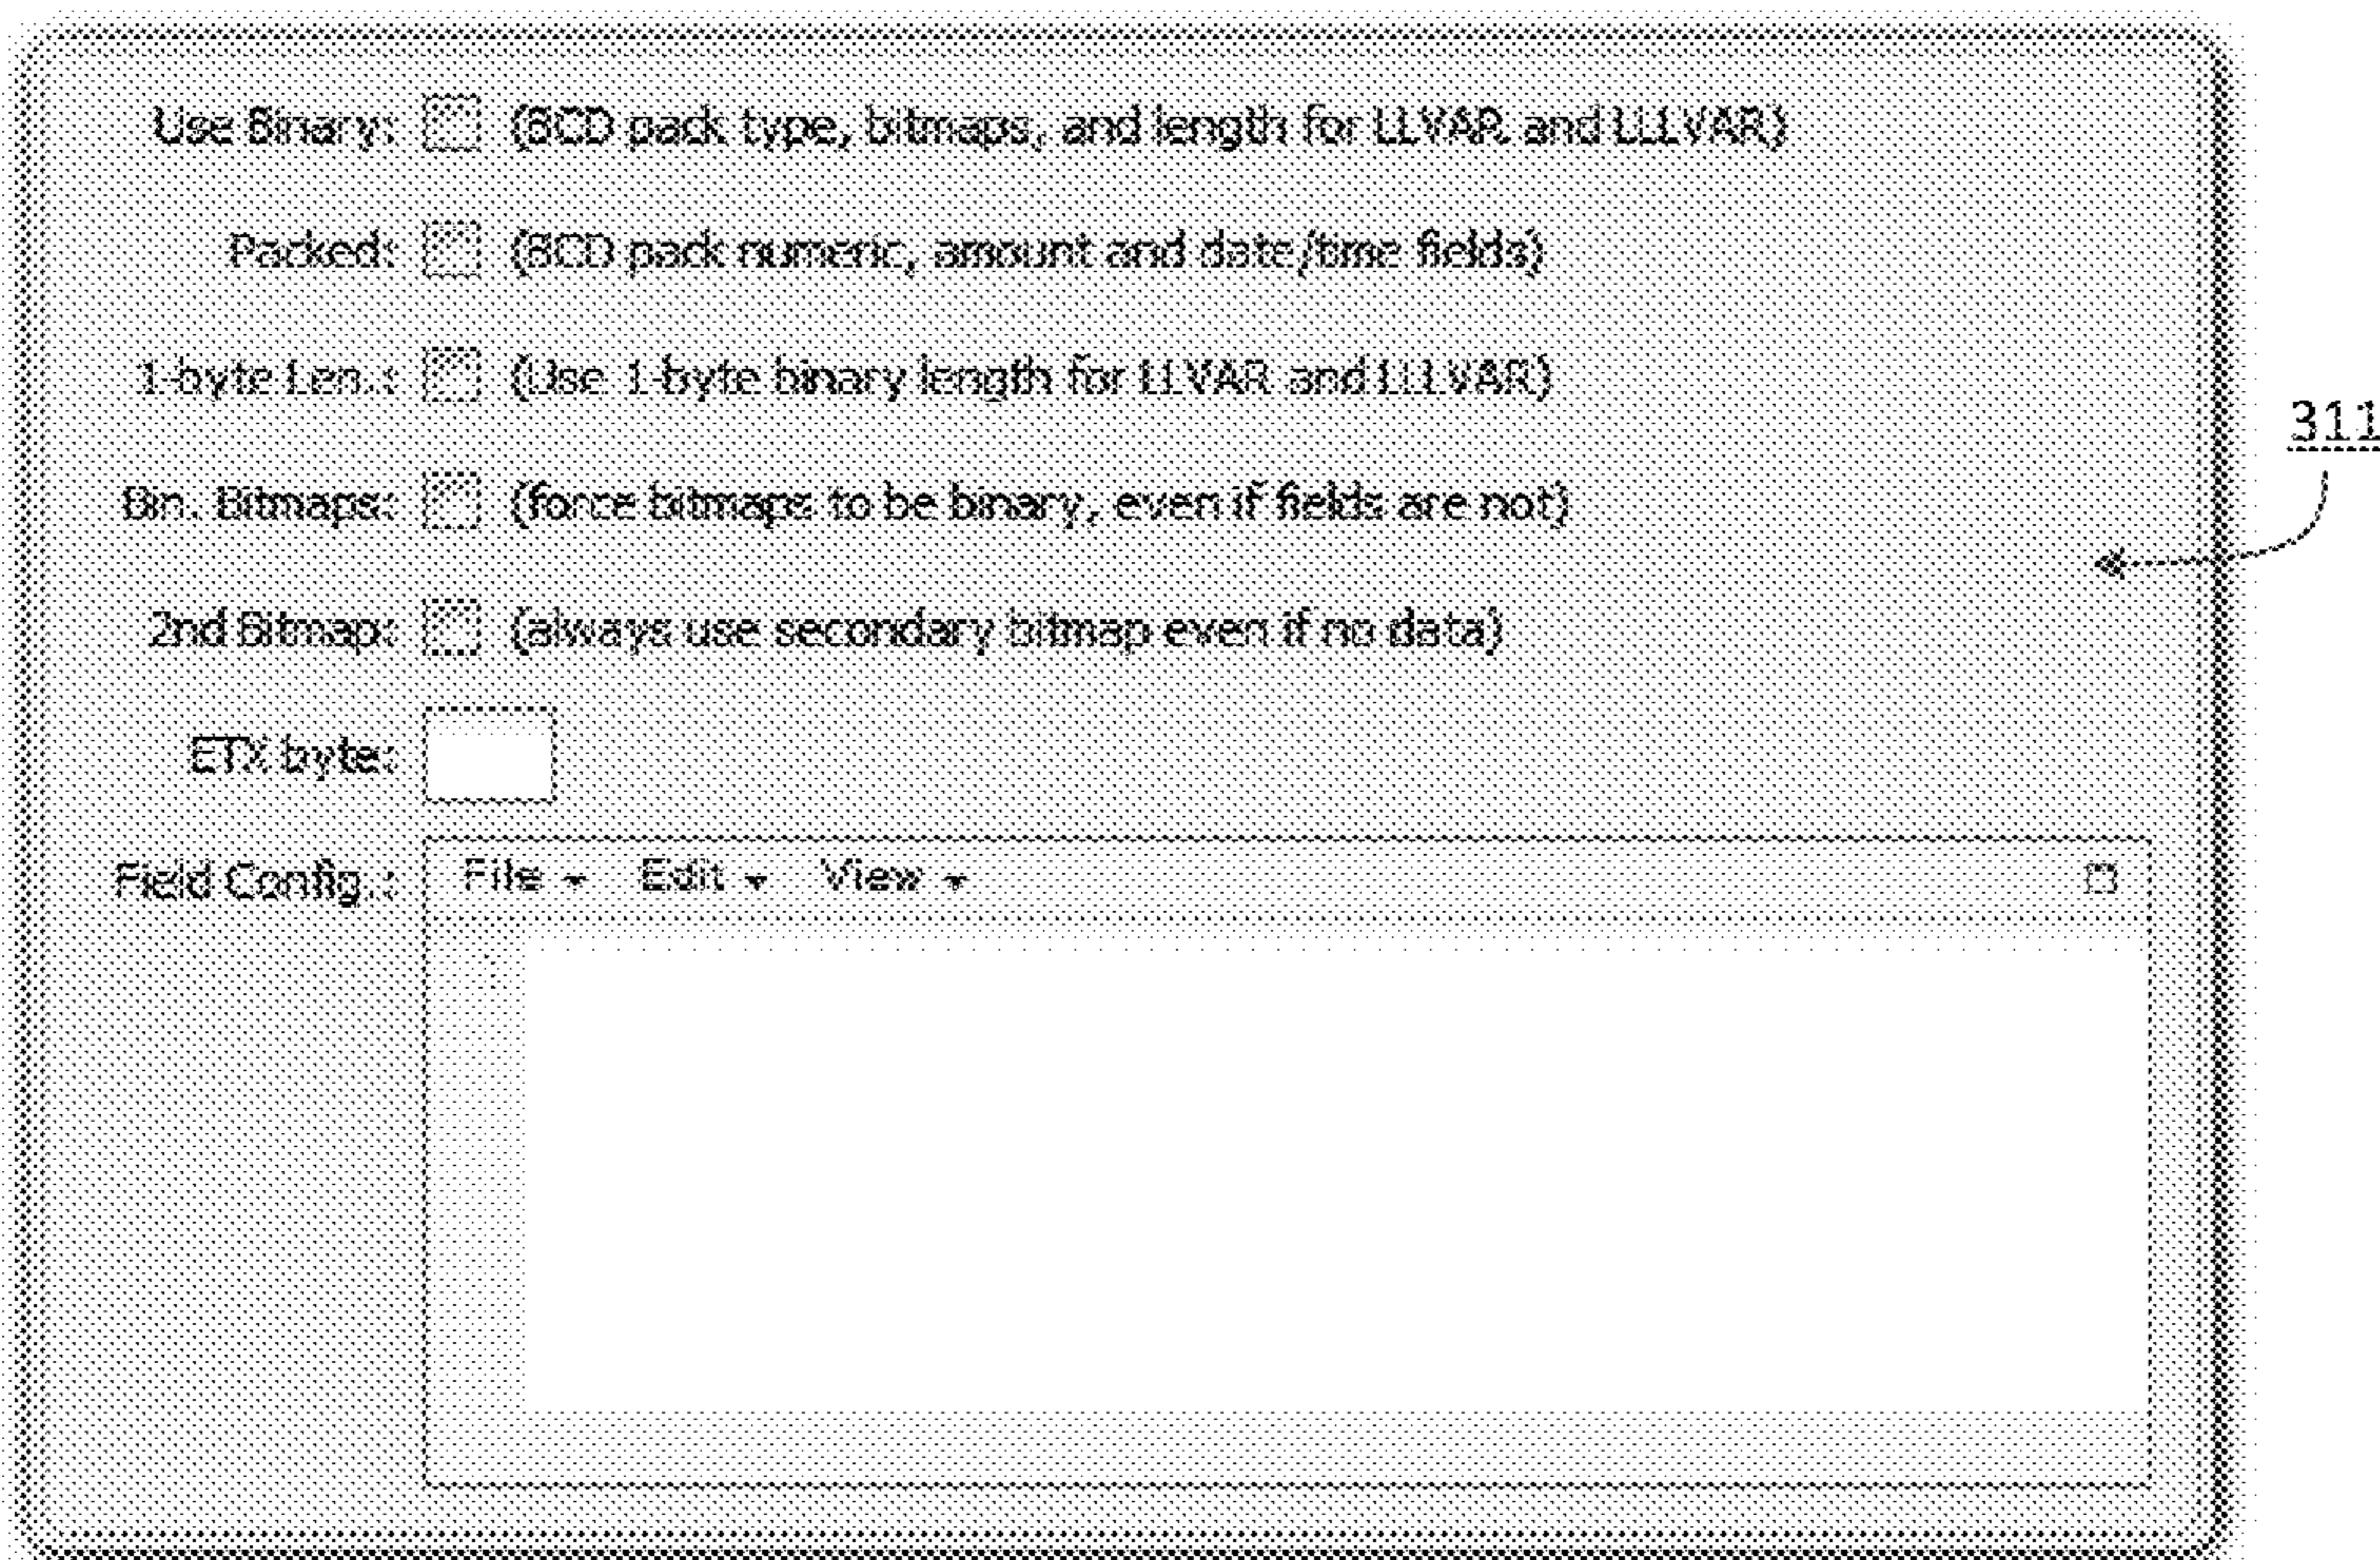 Use Binary: (BCD pack type, bitmaps, and length for LLVAR and LLLVAR)
Packed: (BCD pack numeric, amount and date/time fields)
1-byte Len.: (Use 1-byte binary length for LLVAR and LLLVAR)
311
Bin. Bitmaps: (force bitmaps to be binary, even if fields are not)
2nd Bitmap: (always use secondary bitmap even if no data)
ETX byte:
Field Config.: File Edit View